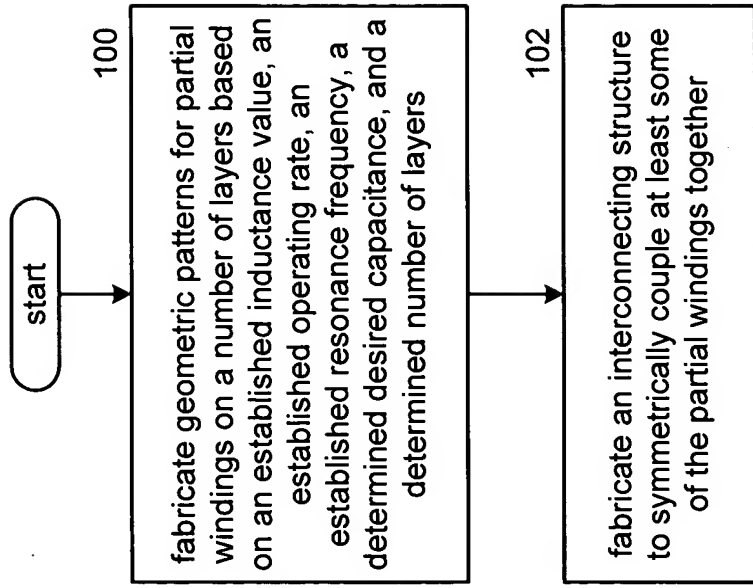 start
100
fabricate geometric patterns for partial
windings on a number of layers based
on an established inductance value, an
established operating rate, an
established resonance frequency, a
determined desired capacitance, and a
determined number of layers
102
fabricate an interconnecting structure
to symmetrically couple at least some
of the partial windings together